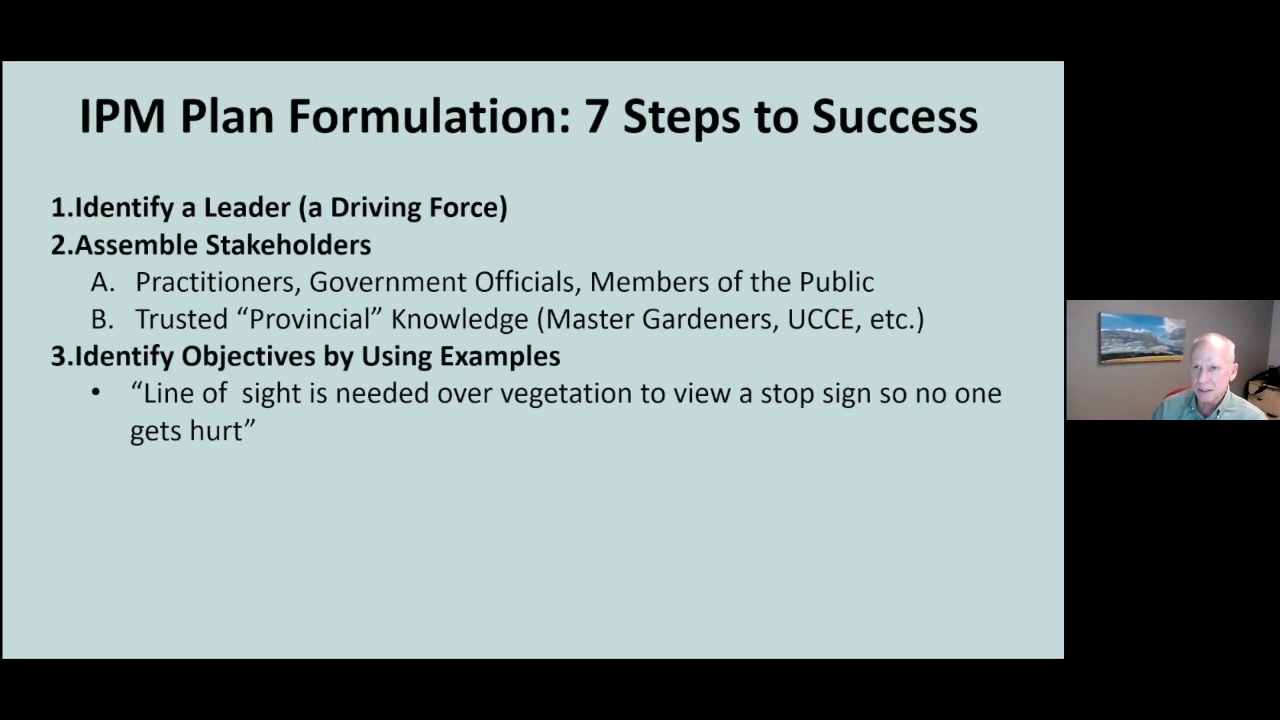 IPM Plan Formulation: 7 Steps to Success
1.Identify a Leader (a Driving Force)
2.Assemble Stakeholders
A. Practitioners, Government Officials, Members of the Public
B. Trusted “Provincial” Knowledge (Master Gardeners, UCCE, etc.)
3.Identify Objectives by Using Examples
• “Line of  sight is needed over vegetation to view a stop sign so no one
gets hurt”